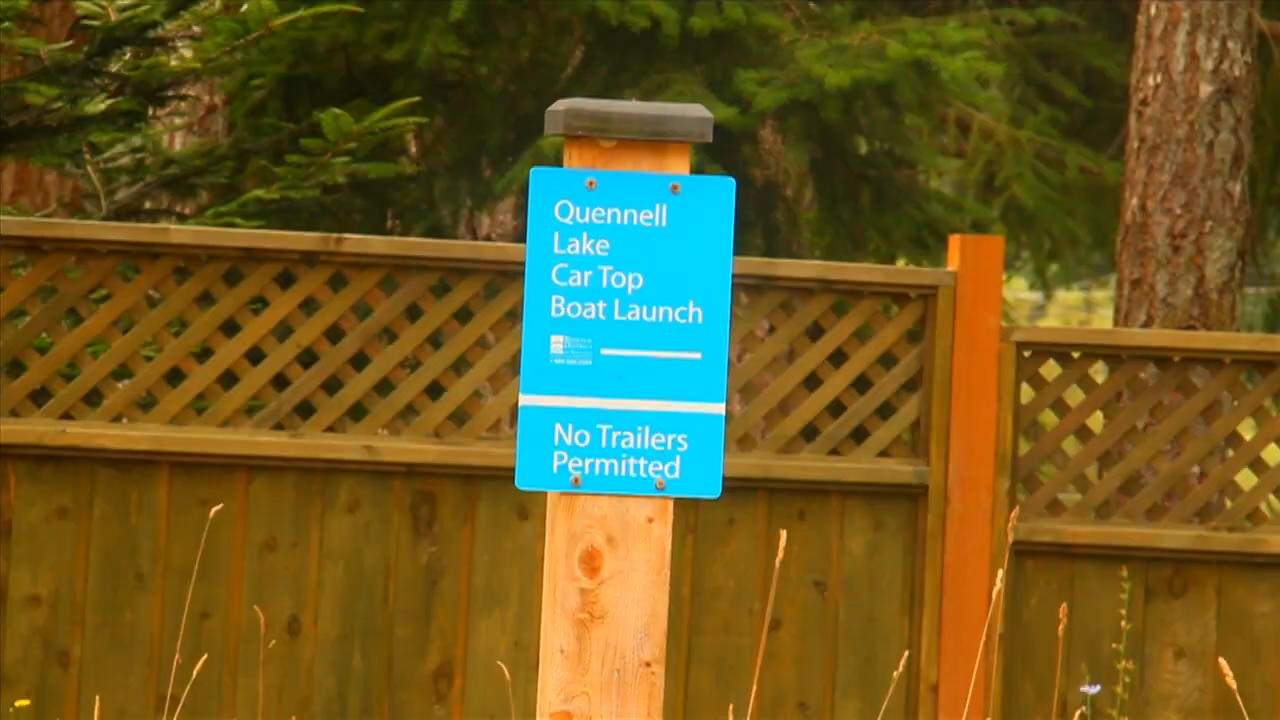 Quennell
Lake
Car Top
Boat Launch
No Trailers
Permitted